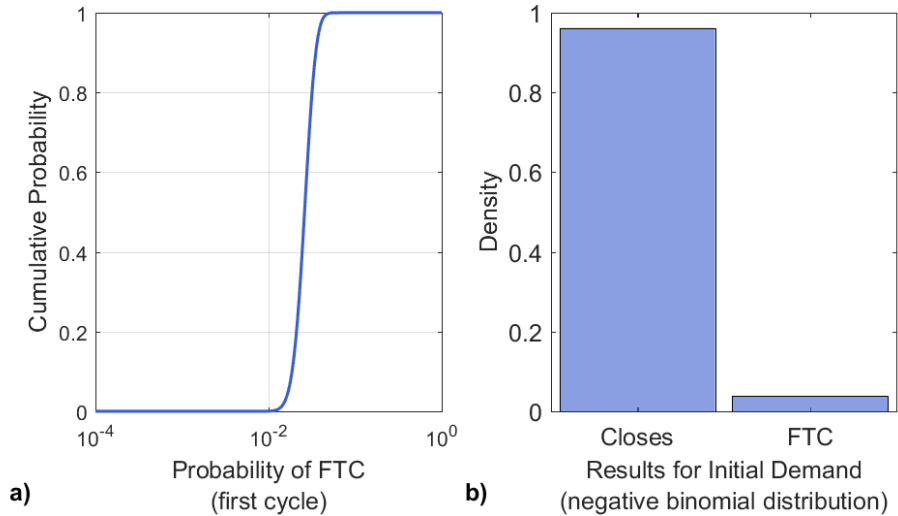 1
0.8
0.6
0.4
0.2
0
Cumulative Probability
10^-4
10^-2
10^0
Probability of FTC
(first cycle)
a)
1
0.8
0.6
0.4
0.2
0
Density
Closes
FTC
Results for Initial Demand
(negative binomial distribution)
b)